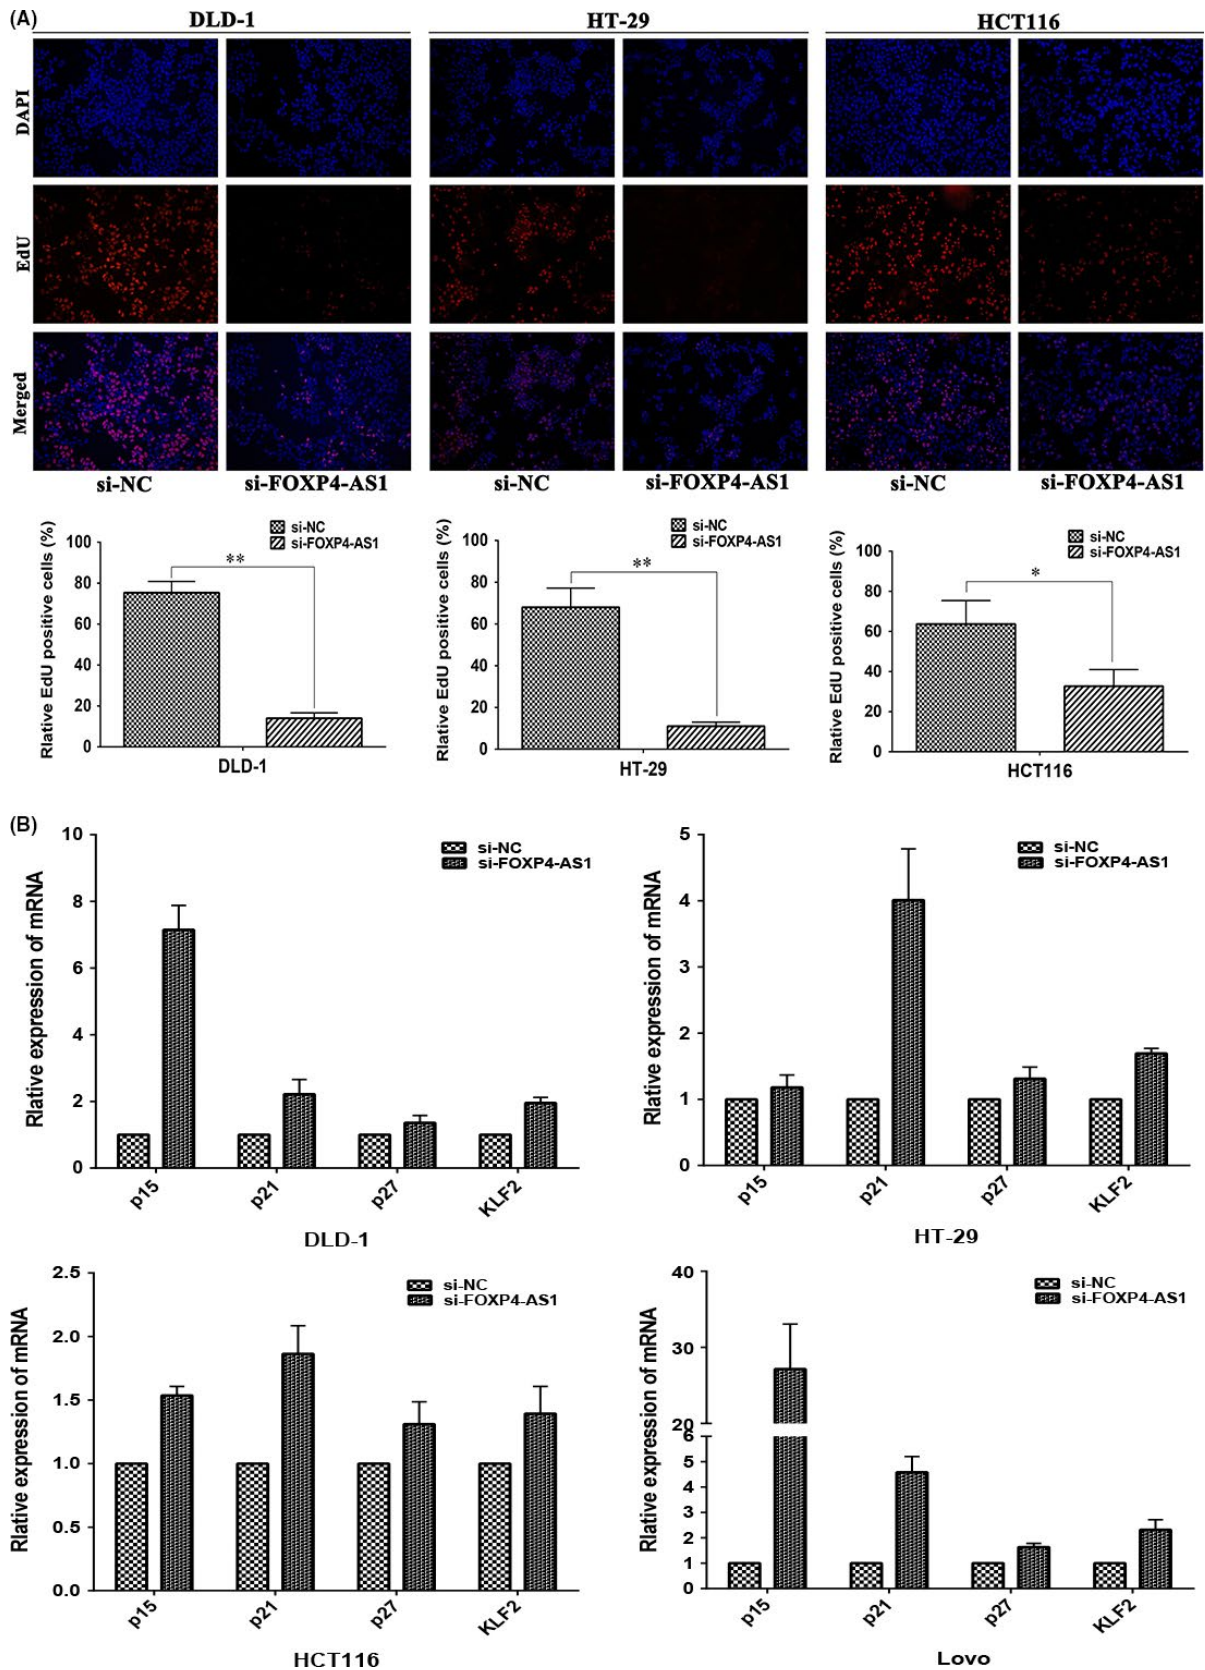 (A)
DLD-1 HT-29 HCT116
DAPI
EdU
Merged
si-NC si-FOXP4-AS1 si-NC si-FOXP4-AS1 si-NC si-FOXP4-AS1
Rlative EdU positive cells (%)
100
80
60
40
20
0
si-NC
si-FOXP4-AS1
**
DLD-1
Rlative EdU positive cells (%)
100
80
60
40
20
0
si-NC
si-FOXP4-AS1
**
HT-29
Rlative EdU positive cells (%)
100
80
60
40
20
0
si-NC
si-FOXP4-AS1
*
HCT116
(B)
Rlative expression of mRNA
10
8
6
4
2
0
si-NC
si-FOXP4-AS1
p15 p21 p27 KLF2
DLD-1
Rlative expression of mRNA
5
4
3
2
1
0
si-NC
si-FOXP4-AS1
p15 p21 p27 KLF2
HT-29
Rlative expression of mRNA
2.5
2.0
1.5
1.0
0.5
0.0
si-NC
si-FOXP4-AS1
p15 p21 p27 KLF2
HCT116
Rlative expression of mRNA
40
30
20
6
5
4
3
2
1
0
si-NC
si-FOXP4-AS1
p15 p21 p27 KLF2
Lovo